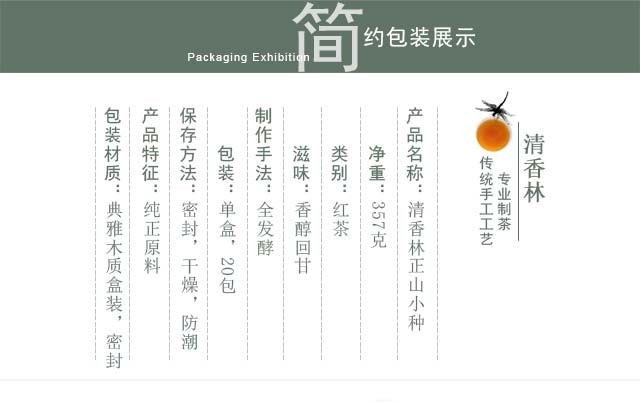 简约包装展示
Packaging Exhibition
清香林
专业制茶
传统手工工艺
产品名称：清香林正山小种
净重：357克
类别：红茶
滋味：香醇回甘
制作手法：全发酵
包装：单盒，20包
保存方法：密封，干燥，防潮
产品特征：纯正原料
包装材质：典雅木质盒装，密封